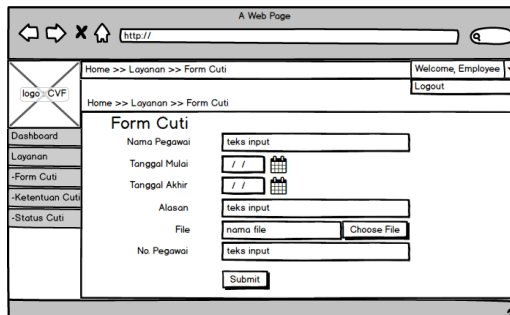 A Web Page
http://
Home >> Layanan >> Form Cuti
Welcome, Employee
Logout
logo CVF
Home >> Layanan >> Form Cuti
Dashboard
Layanan
-Form Cuti
-Ketentuan Cuti
-Status Cuti
Form Cuti
Nama Pegawai teks input
Tanggal Mulai / /
Tanggal Akhir / /
Alasan teks input
File nama file Choose File
No. Pegawai teks input
Submit